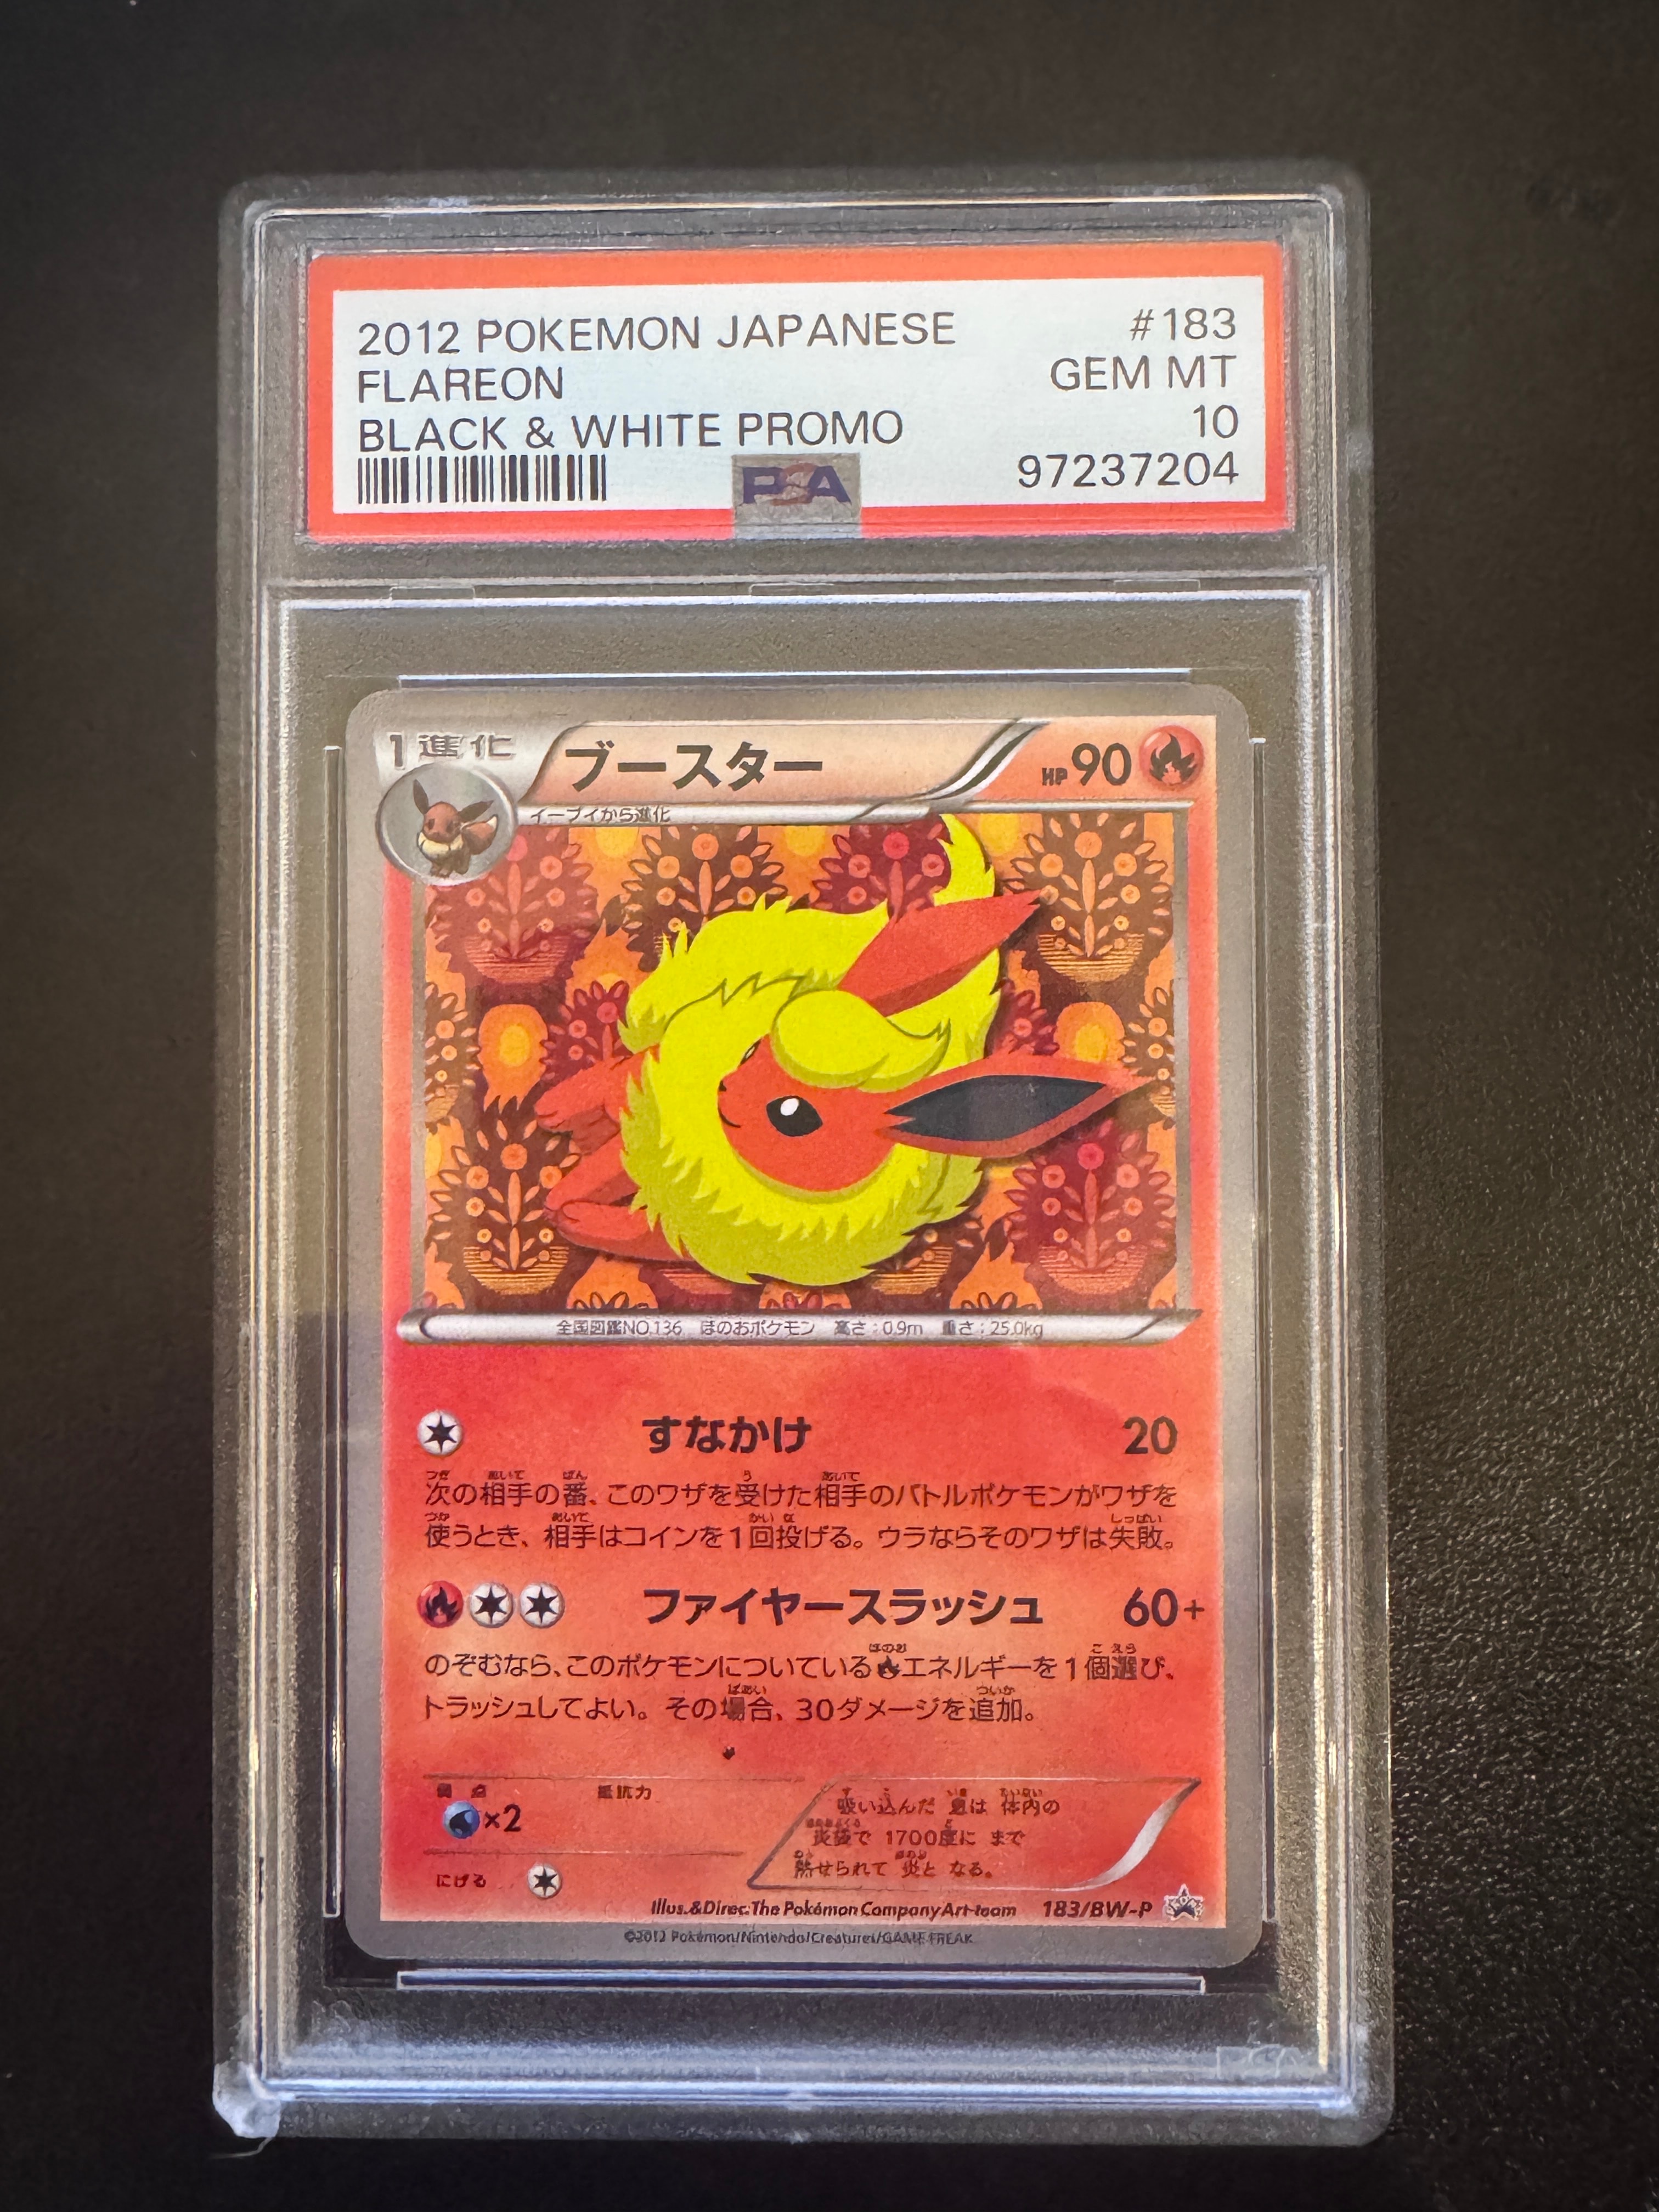 2012 POKEMON JAPANESE #183
FLAREON GEM MT
BLACK & WHITE PROMO 10
PSA 97237204
1進化 ブースター HP90
イーブイから進化
全国図鑑NO.136 ほのおポケモン 高さ:0.9m 重さ:25.0kg
すなかけ 20
次の相手の番、このワザを受けた相手のバトルポケモンがワザを
使うとき、相手はコインを1回投げる。ウラならそのワザは失敗。
ファイヤースラッシュ 60+
のぞむなら、このポケモンについている エネルギーを1個選び、
トラッシュしてよい。その場合、30ダメージを追加。
弱点 抵抗力
×2
にげる
吸い込んだ 息は 体内の
炎袋で 1700度に まで
熱せられて 炎と なる。
Illus.&Direc.The Pokémon Company Art-team 183/BW-P
©2012 Pokémon/Nintendo/Creatures/GAME FREAK